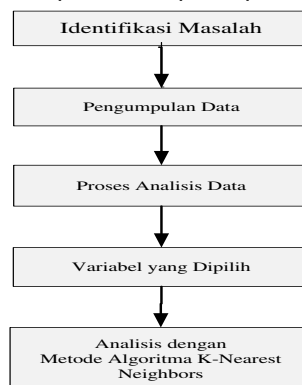 Identifikasi Masalah
Pengumpulan Data
Proses Analisis Data
Variabel yang Dipilih
Analisis dengan
Metode Algoritma K-Nearest
Neighbors